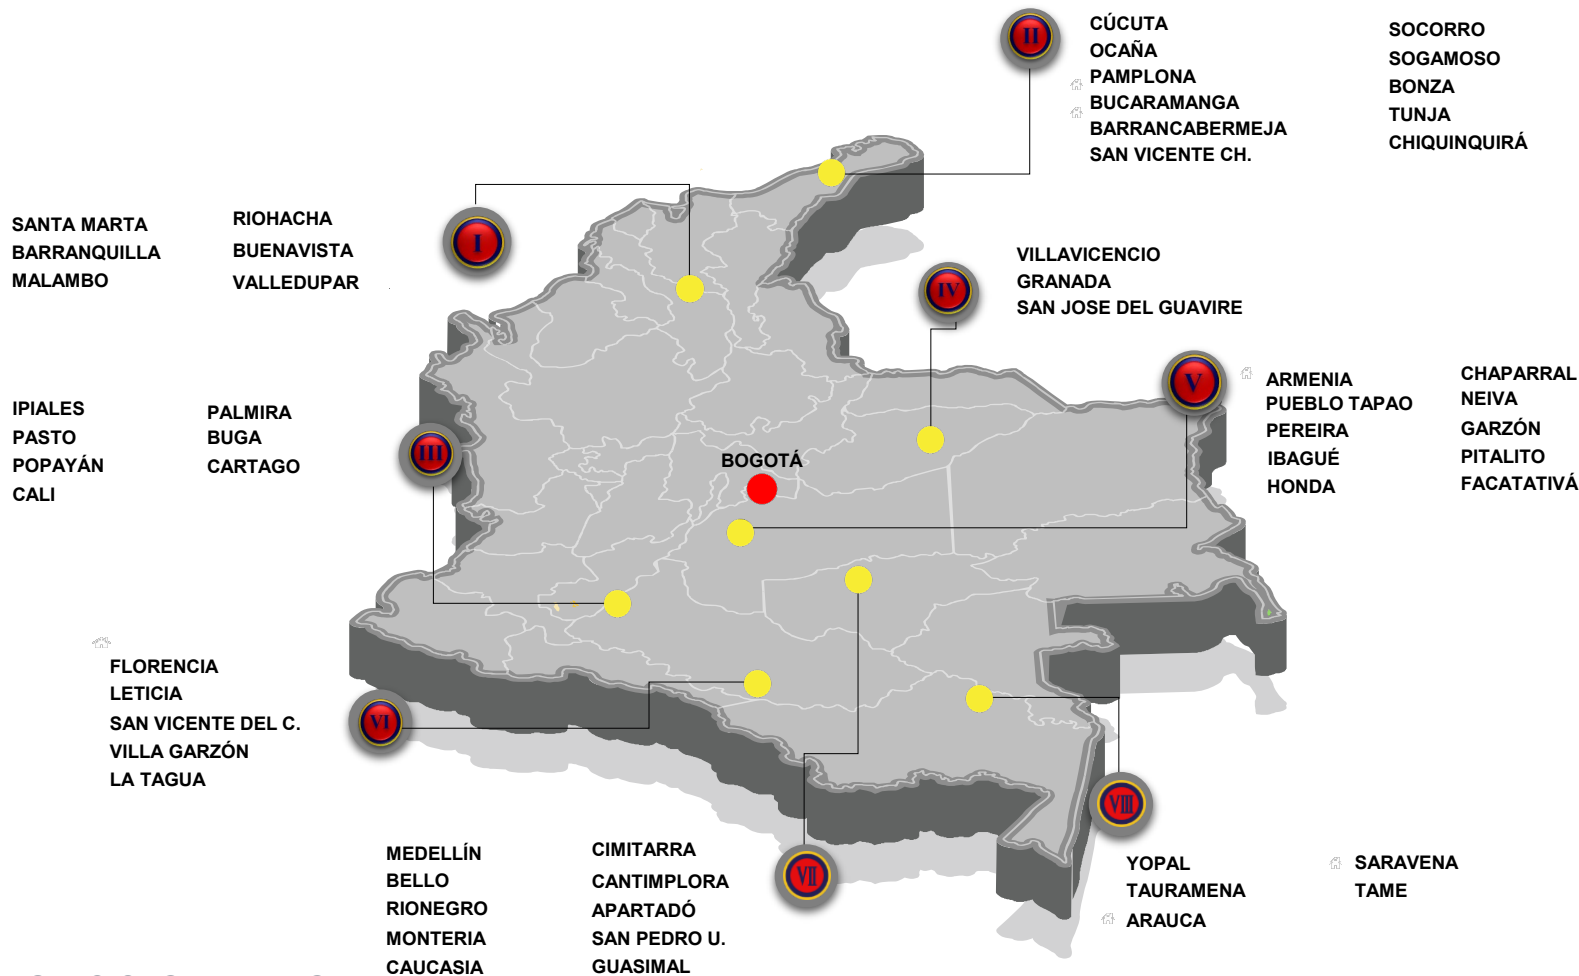 II
CÚCUTA
OCAÑA
PAMPLONA
BUCARAMANGA
BARRANCABERMEJA
SAN VICENTE CH.
SOCORRO
SOGAMOSO
BONZA
TUNJA
CHIQUINQUIRÁ
SANTA MARTA
BARRANQUILLA
MALAMBO
RIOHACHA
BUENAVISTA
VALLEDUPAR
I
IV
VILLAVICENCIO
GRANADA
SAN JOSE DEL GUAVIRE
V
ARMENIA
PUEBLO TAPAO
PEREIRA
IBAGUÉ
HONDA
CHAPARRAL
NEIVA
GARZÓN
PITALITO
FACATATIVÁ
IPIALES
PASTO
POPAYÁN
CALI
PALMIRA
BUGA
CARTAGO
III
BOGOTÁ
FLORENCIA
LETICIA
SAN VICENTE DEL C.
VILLA GARZÓN
LA TAGUA
VI
MEDELLÍN
BELLO
RIONEGRO
MONTERIA
CAUCASIA
CIMITARRA
CANTIMPLORA
APARTADÓ
SAN PEDRO U.
GUASIMAL
VII
VIII
YOPAL
TAURAMENA
ARAUCA
SARAVENA
TAME